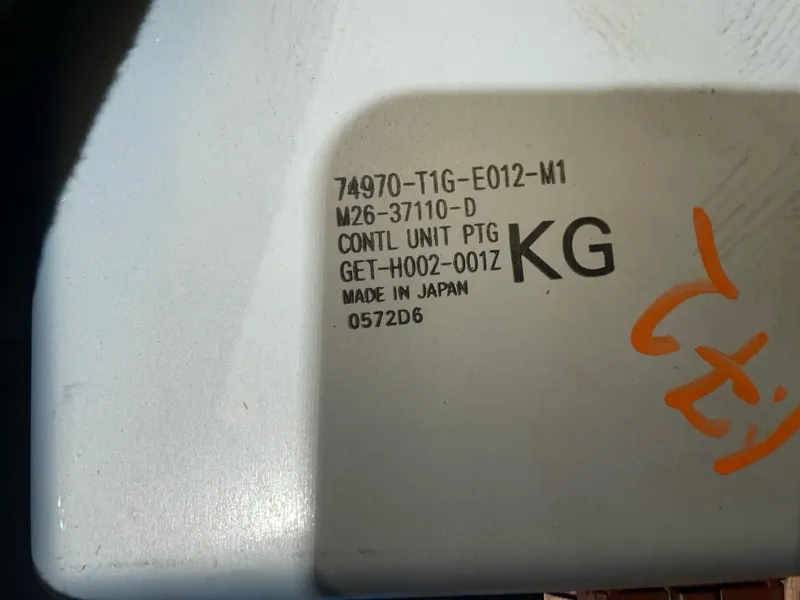 74970-T1G-E012-M1
M26-37110-D
CONTL UNIT PTG
GET-H002-001Z
KG
MADE IN JAPAN
0572D6